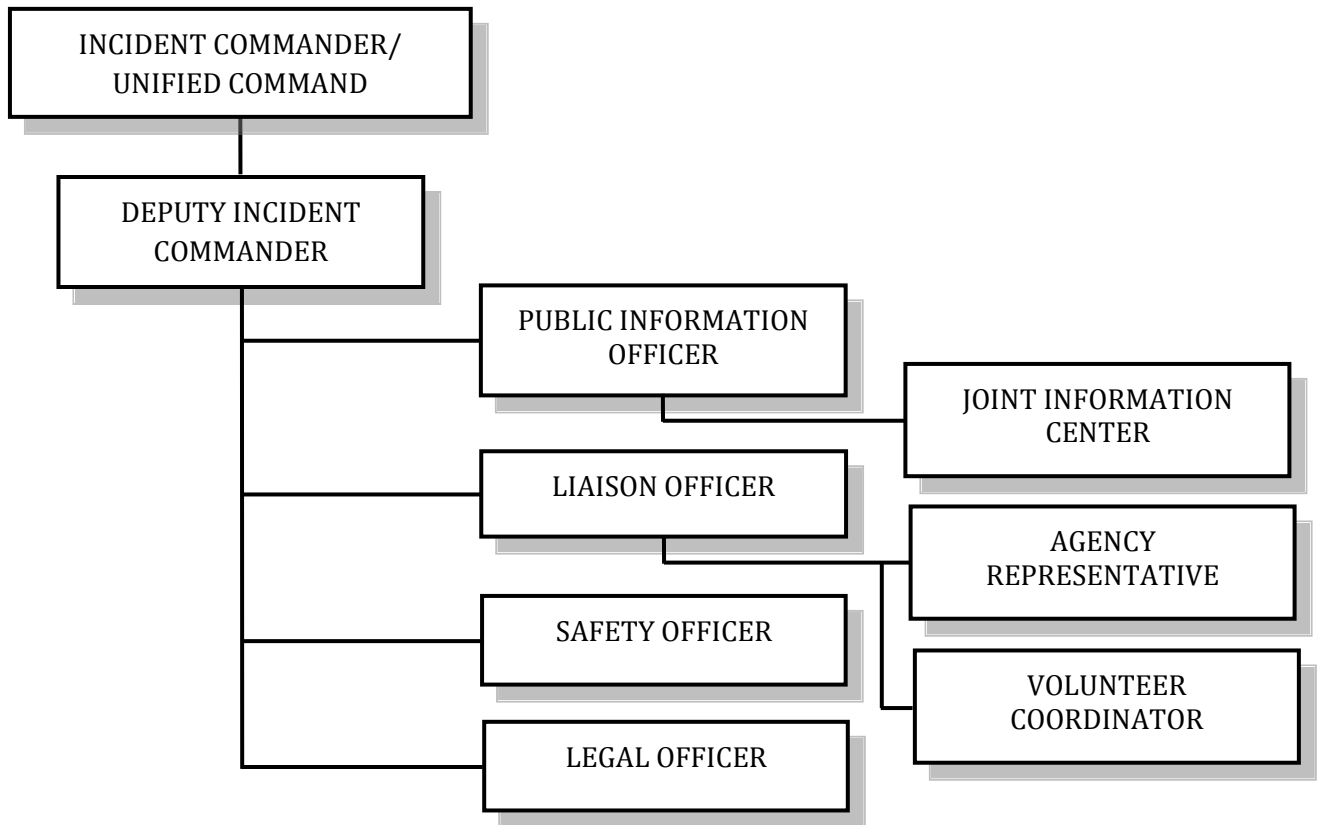 INCIDENT COMMANDER/
UNIFIED COMMAND
DEPUTY INCIDENT
COMMANDER
PUBLIC INFORMATION
OFFICER
JOINT INFORMATION
CENTER
LIAISON OFFICER
AGENCY
REPRESENTATIVE
SAFETY OFFICER
VOLUNTEER
COORDINATOR
LEGAL OFFICER